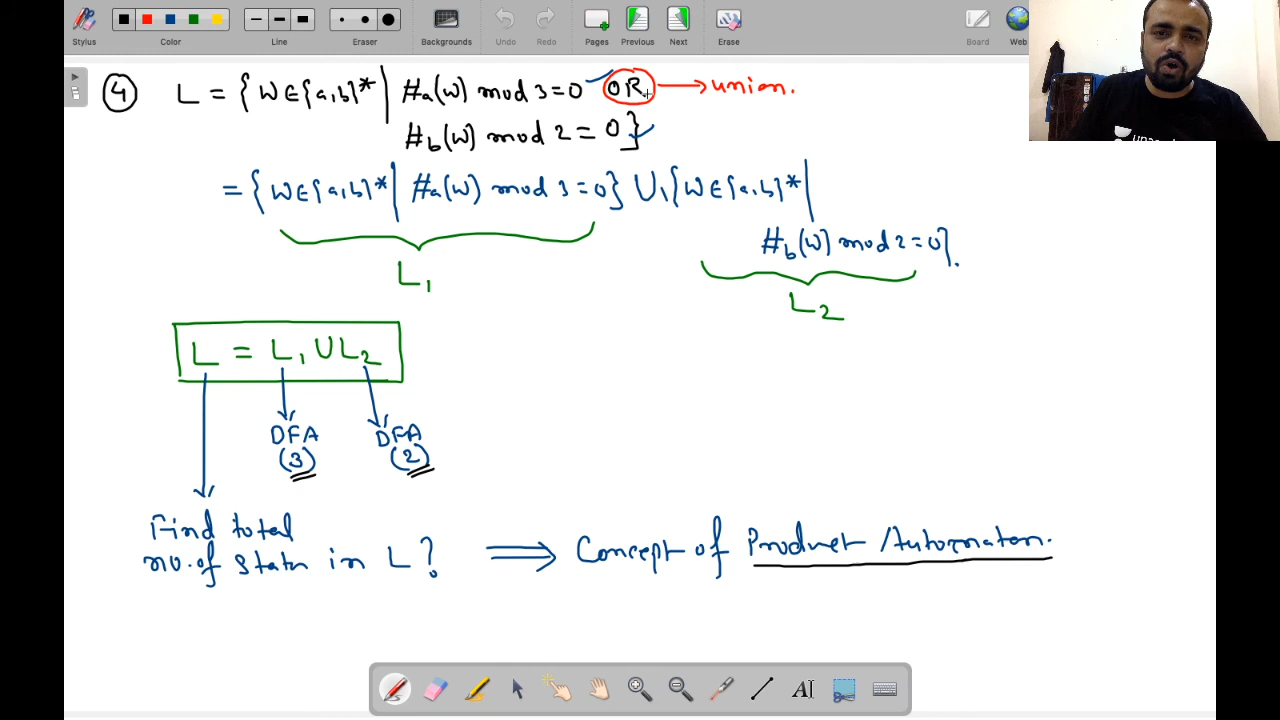 Stylus Color Line Eraser Backgrounds Undo Redo Pages Previous Next Erase Board Web
④ L = { W∈{a,b}* | #a(W) mod 3=0 OR → union.
#b(W) mod 2 = 0}
= { W∈{a,b}* | #a(W) mod 3=0} U {W∈{a,b}* |
#b(W) mod 2=0}.
L1
L2
L = L1 U L2
DFA DFA
(3) (2)
Find total
no. of states in L? ⟹ Concept of Product Automaton.
AI